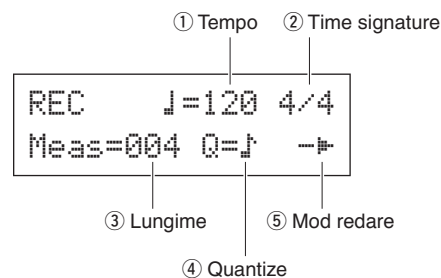 ① Tempo ② Time signature
REC ♩=120 4/4
Meas=004 Q=♪
③ Lungime ⑤ Mod redare
④ Quantize